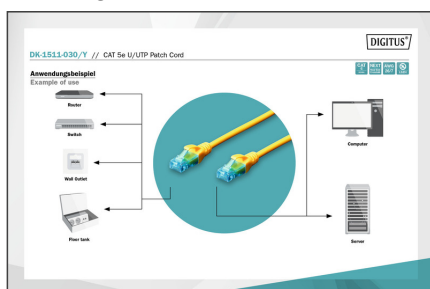 DIGITUS®
DK-1511-030/Y // CAT 5e U/UTP Patch Cord
Anwendungsbeispiel
Example of use
Router
Switch
Wall Outlet
Floor tank
Computer
Server